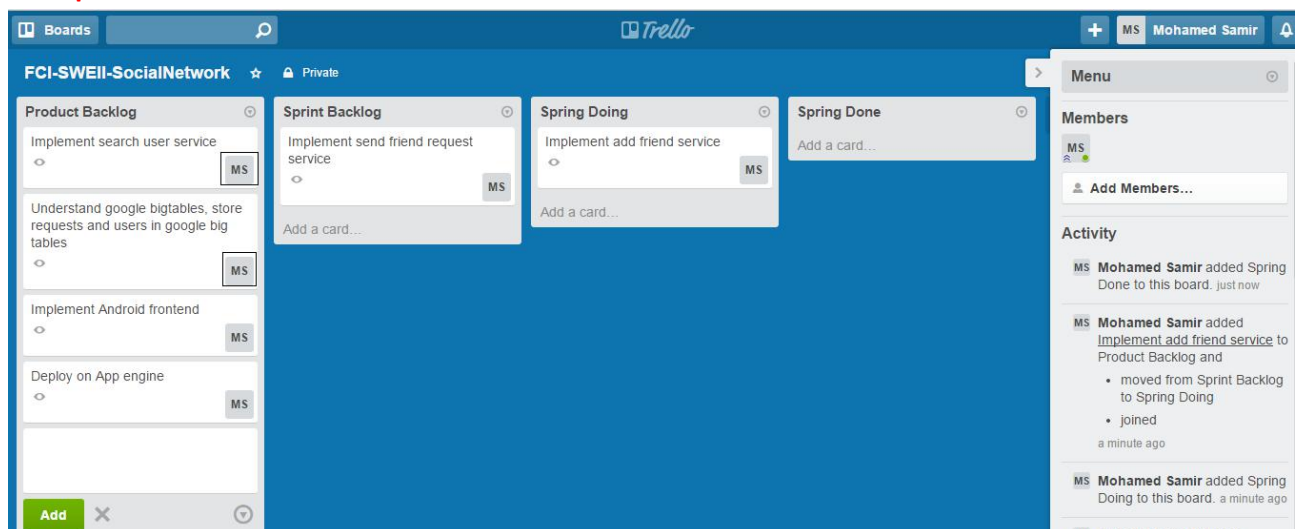 Boards
Trello
MS Mohamed Samir
FCI-SWEII-SocialNetwork
Private
Product Backlog
Implement search user service
MS
Understand google bigtables, store
requests and users in google big
tables
MS
Implement Android frontend
MS
Deploy on App engine
MS
Add
Sprint Backlog
Implement send friend request
service
MS
Add a card...
Spring Doing
Implement add friend service
MS
Add a card...
Spring Done
Add a card...
Menu
Members
MS
Add Members...
Activity
MS Mohamed Samir added Spring
Done to this board. just now
MS Mohamed Samir added
Implement add friend service to
Product Backlog and
• moved from Sprint Backlog
to Spring Doing
• joined
a minute ago
MS Mohamed Samir added Spring
Doing to this board. a minute ago